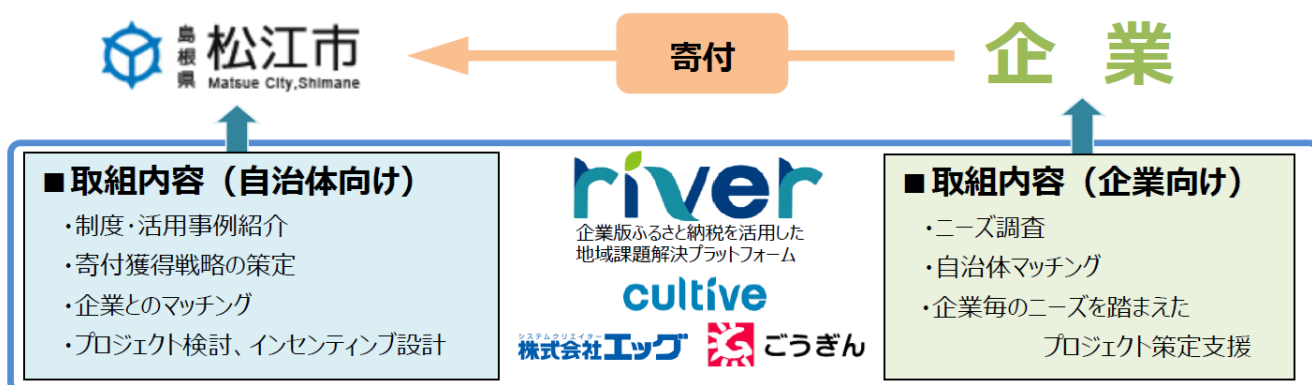 島根県 松江市
Matsue City,Shimane
寄付
企業
■取組内容（自治体向け）
・制度・活用事例紹介
・寄付獲得戦略の策定
・企業とのマッチング
・プロジェクト検討、インセンティブ設計
river
企業版ふるさと納税を活用した
地域課題解決プラットフォーム
cultive
システムクリエイター
株式会社エッグ
ごうぎん
■取組内容（企業向け）
・ニーズ調査
・自治体マッチング
・企業毎のニーズを踏まえた
プロジェクト策定支援